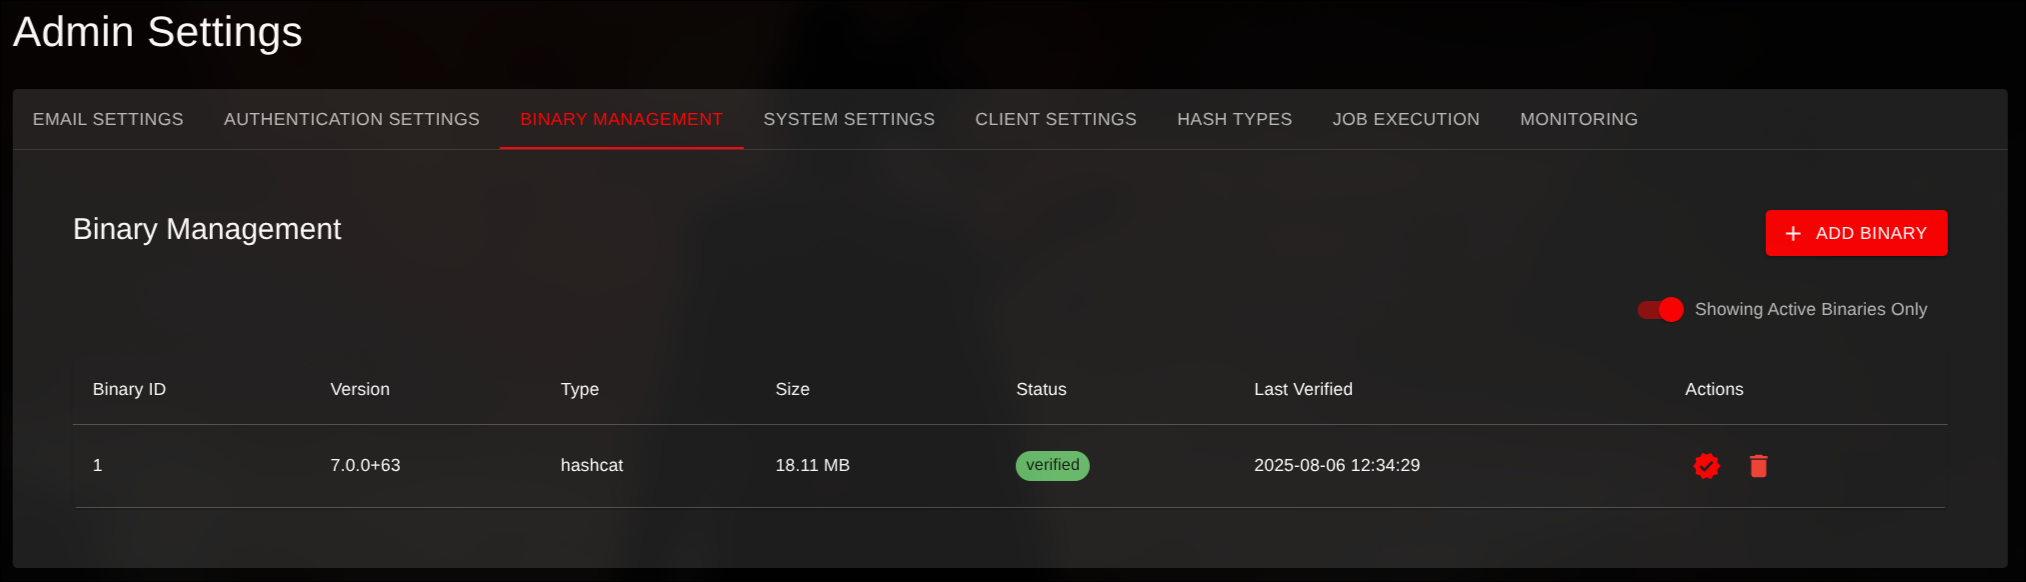 Admin Settings
EMAIL SETTINGS AUTHENTICATION SETTINGS BINARY MANAGEMENT SYSTEM SETTINGS CLIENT SETTINGS HASH TYPES JOB EXECUTION MONITORING
Binary Management
+ ADD BINARY
Showing Active Binaries Only
Binary ID Version Type Size Status Last Verified Actions
1 7.0.0+63 hashcat 18.11 MB verified 2025-08-06 12:34:29